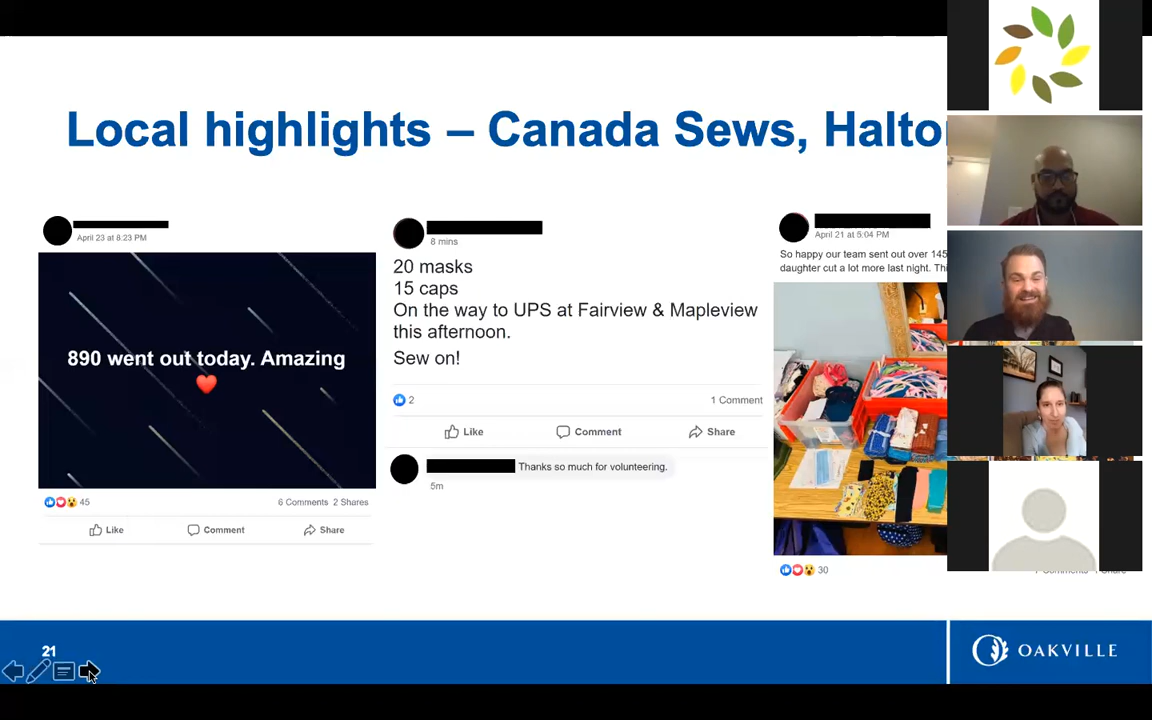 Local highlights – Canada Sews, Halto
April 23 at 8:23 PM
890 went out today. Amazing
❤️
45
6 Comments 2 Shares
Like Comment Share
8 mins
20 masks
15 caps
On the way to UPS at Fairview & Mapleview
this afternoon.
Sew on!
2
1 Comment
Like Comment Share
Thanks so much for volunteering.
5m
April 21 at 5:04 PM
So happy our team sent out over 145
daughter cut a lot more last night. Thi
30
21
OAKVILLE